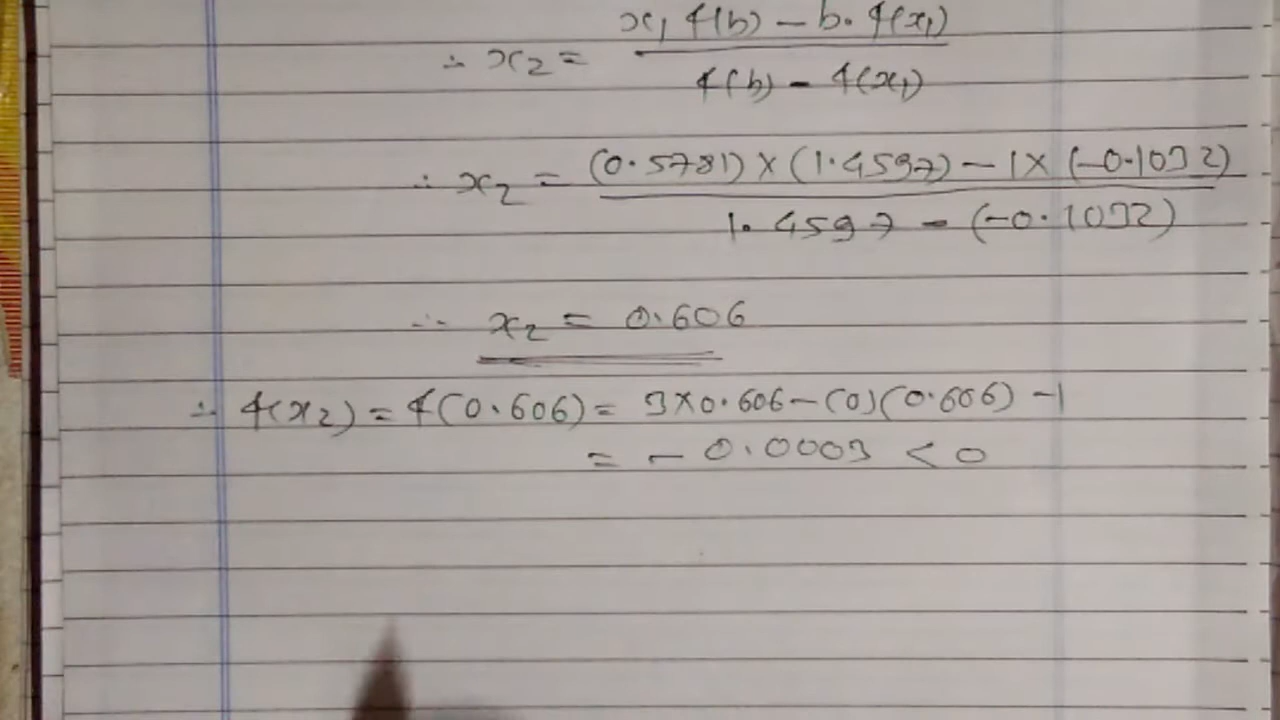 x₁ f(b) - b. f(x₁)
∴ x₂ = ―――――――――
f(b) - f(x₁)
∴ x₂ = (0.5781) × (1.4597) - 1 × (-0.1032)
1.4597 - (-0.1032)
∴ x₂ = 0.606
∴ f(x₂) = f(0.606) = 3×0.606 - cos(0.606) - 1
= - 0.0003 < 0